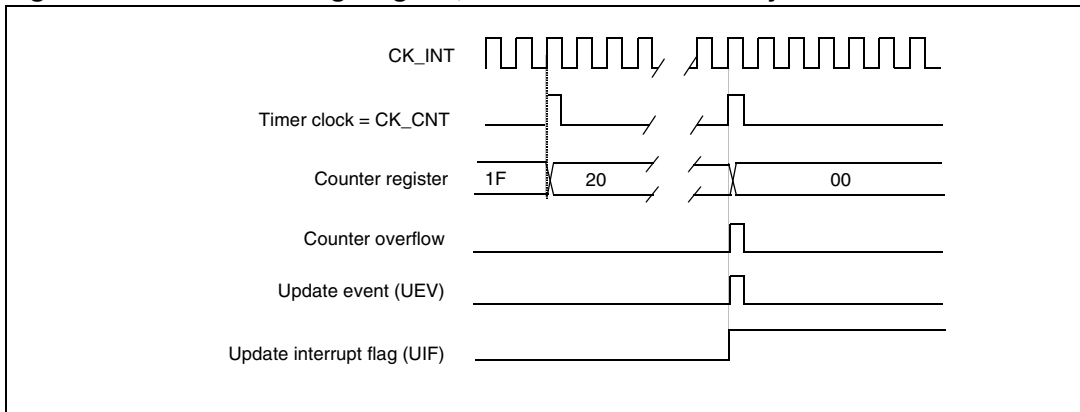 CK_INT
Timer clock = CK_CNT
Counter register 1F 20 00
Counter overflow
Update event (UEV)
Update interrupt flag (UIF)